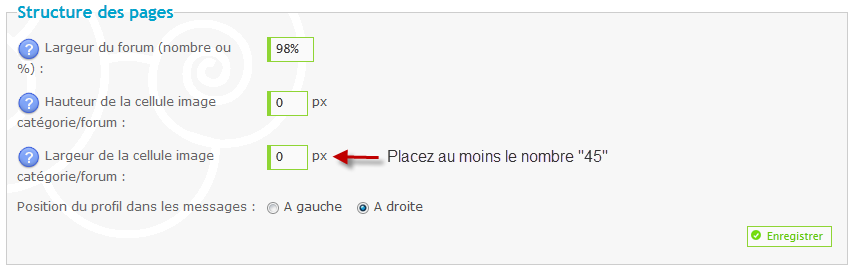 Structure des pages
? Largeur du forum (nombre ou
%) :
98%
? Hauteur de la cellule image
catégorie/forum :
0 px
? Largeur de la cellule image
catégorie/forum :
0 px
Placez au moins le nombre "45"
Position du profil dans les messages : A gauche A droite
Enregistrer